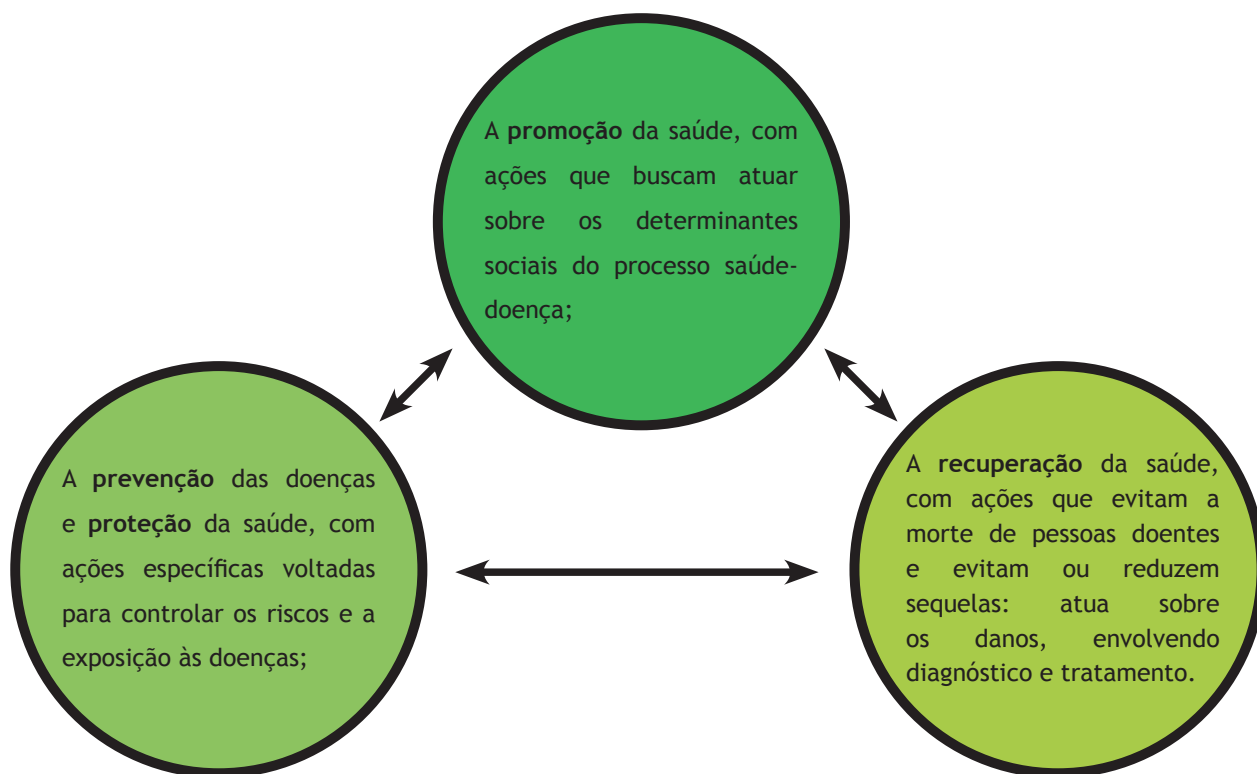 A promoção da saúde, com
ações que buscam atuar
sobre os determinantes
sociais do processo saúde-
doença;
A prevenção das doenças
e proteção da saúde, com
ações específicas voltadas
para controlar os riscos e a
exposição às doenças;
A recuperação da saúde,
com ações que evitam a
morte de pessoas doentes
e evitam ou reduzem
sequelas: atua sobre
os danos, envolvendo
diagnóstico e tratamento.